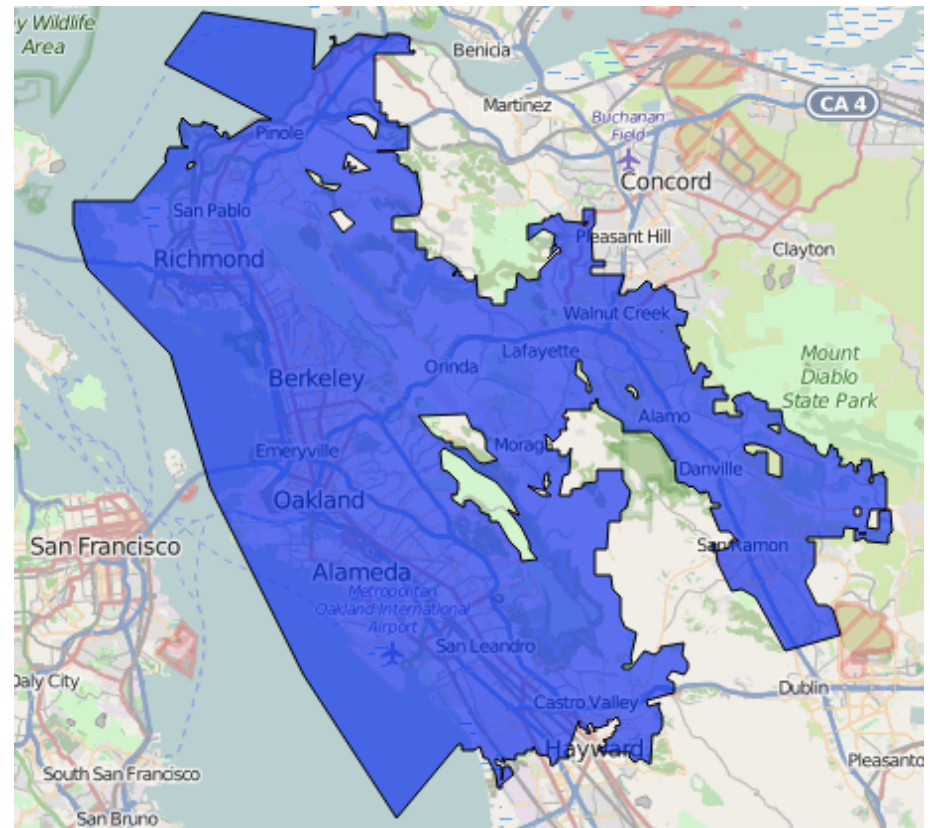 y Wildlife
Area
Benicia
Martinez
CA 4
Buchanan
Field
Pinole
Concord
San Pablo
Pleasant Hill
Clayton
Richmond
Walnut Creek
Lafayette
Orinda
Mount
Diablo
State Park
Berkeley
Alamo
Emeryville
Morag
Danville
Oakland
San Francisco
San Ramon
Alameda
Metropolitan
Oakland International
Airport
San Leandro
Daly City
Dublin
Castro Valley
Hayward
Pleasanto
South San Francisco
San Bruno